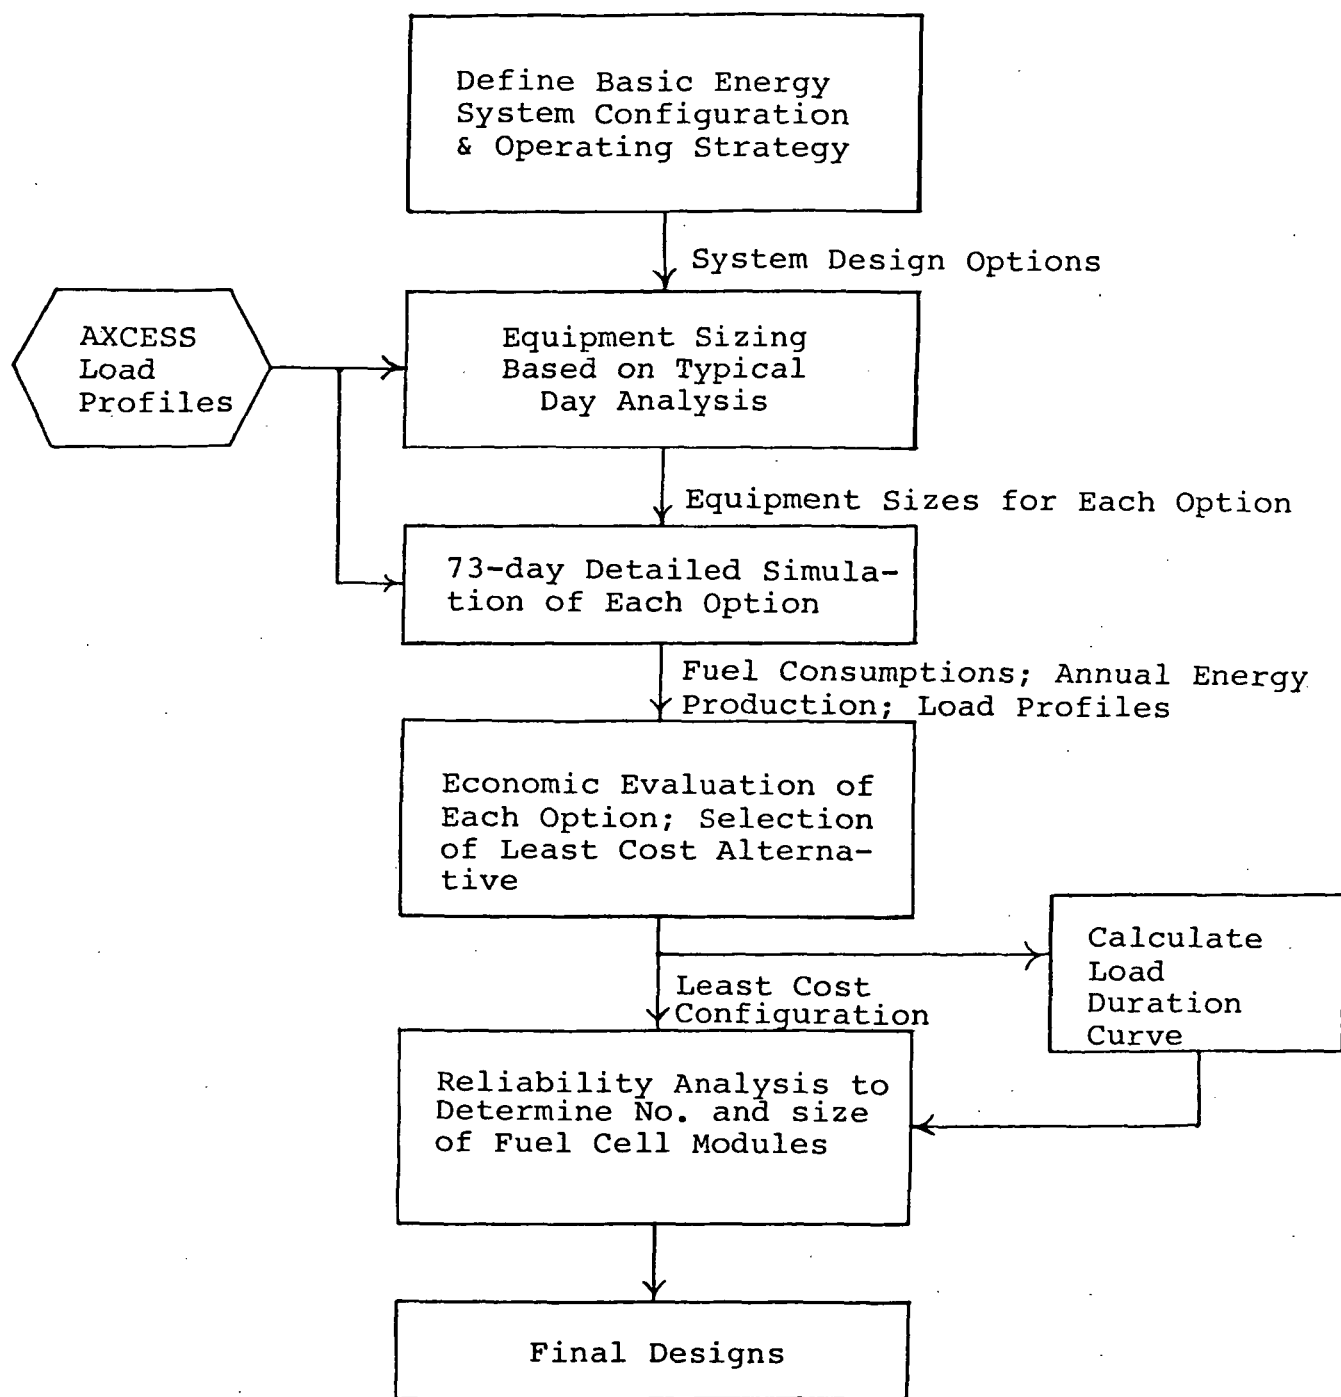 Define Basic Energy
System Configuration
& Operating Strategy
System Design Options
AXCESS
Load
Profiles
Equipment Sizing
Based on Typical
Day Analysis
Equipment Sizes for Each Option
73-day Detailed Simula-
tion of Each Option
Fuel Consumptions; Annual Energy
Production; Load Profiles
Economic Evaluation of
Each Option; Selection
of Least Cost Alterna-
tive
Calculate
Load
Duration
Curve
Least Cost
Configuration
Reliability Analysis to
Determine No. and size
of Fuel Cell Modules
Final Designs